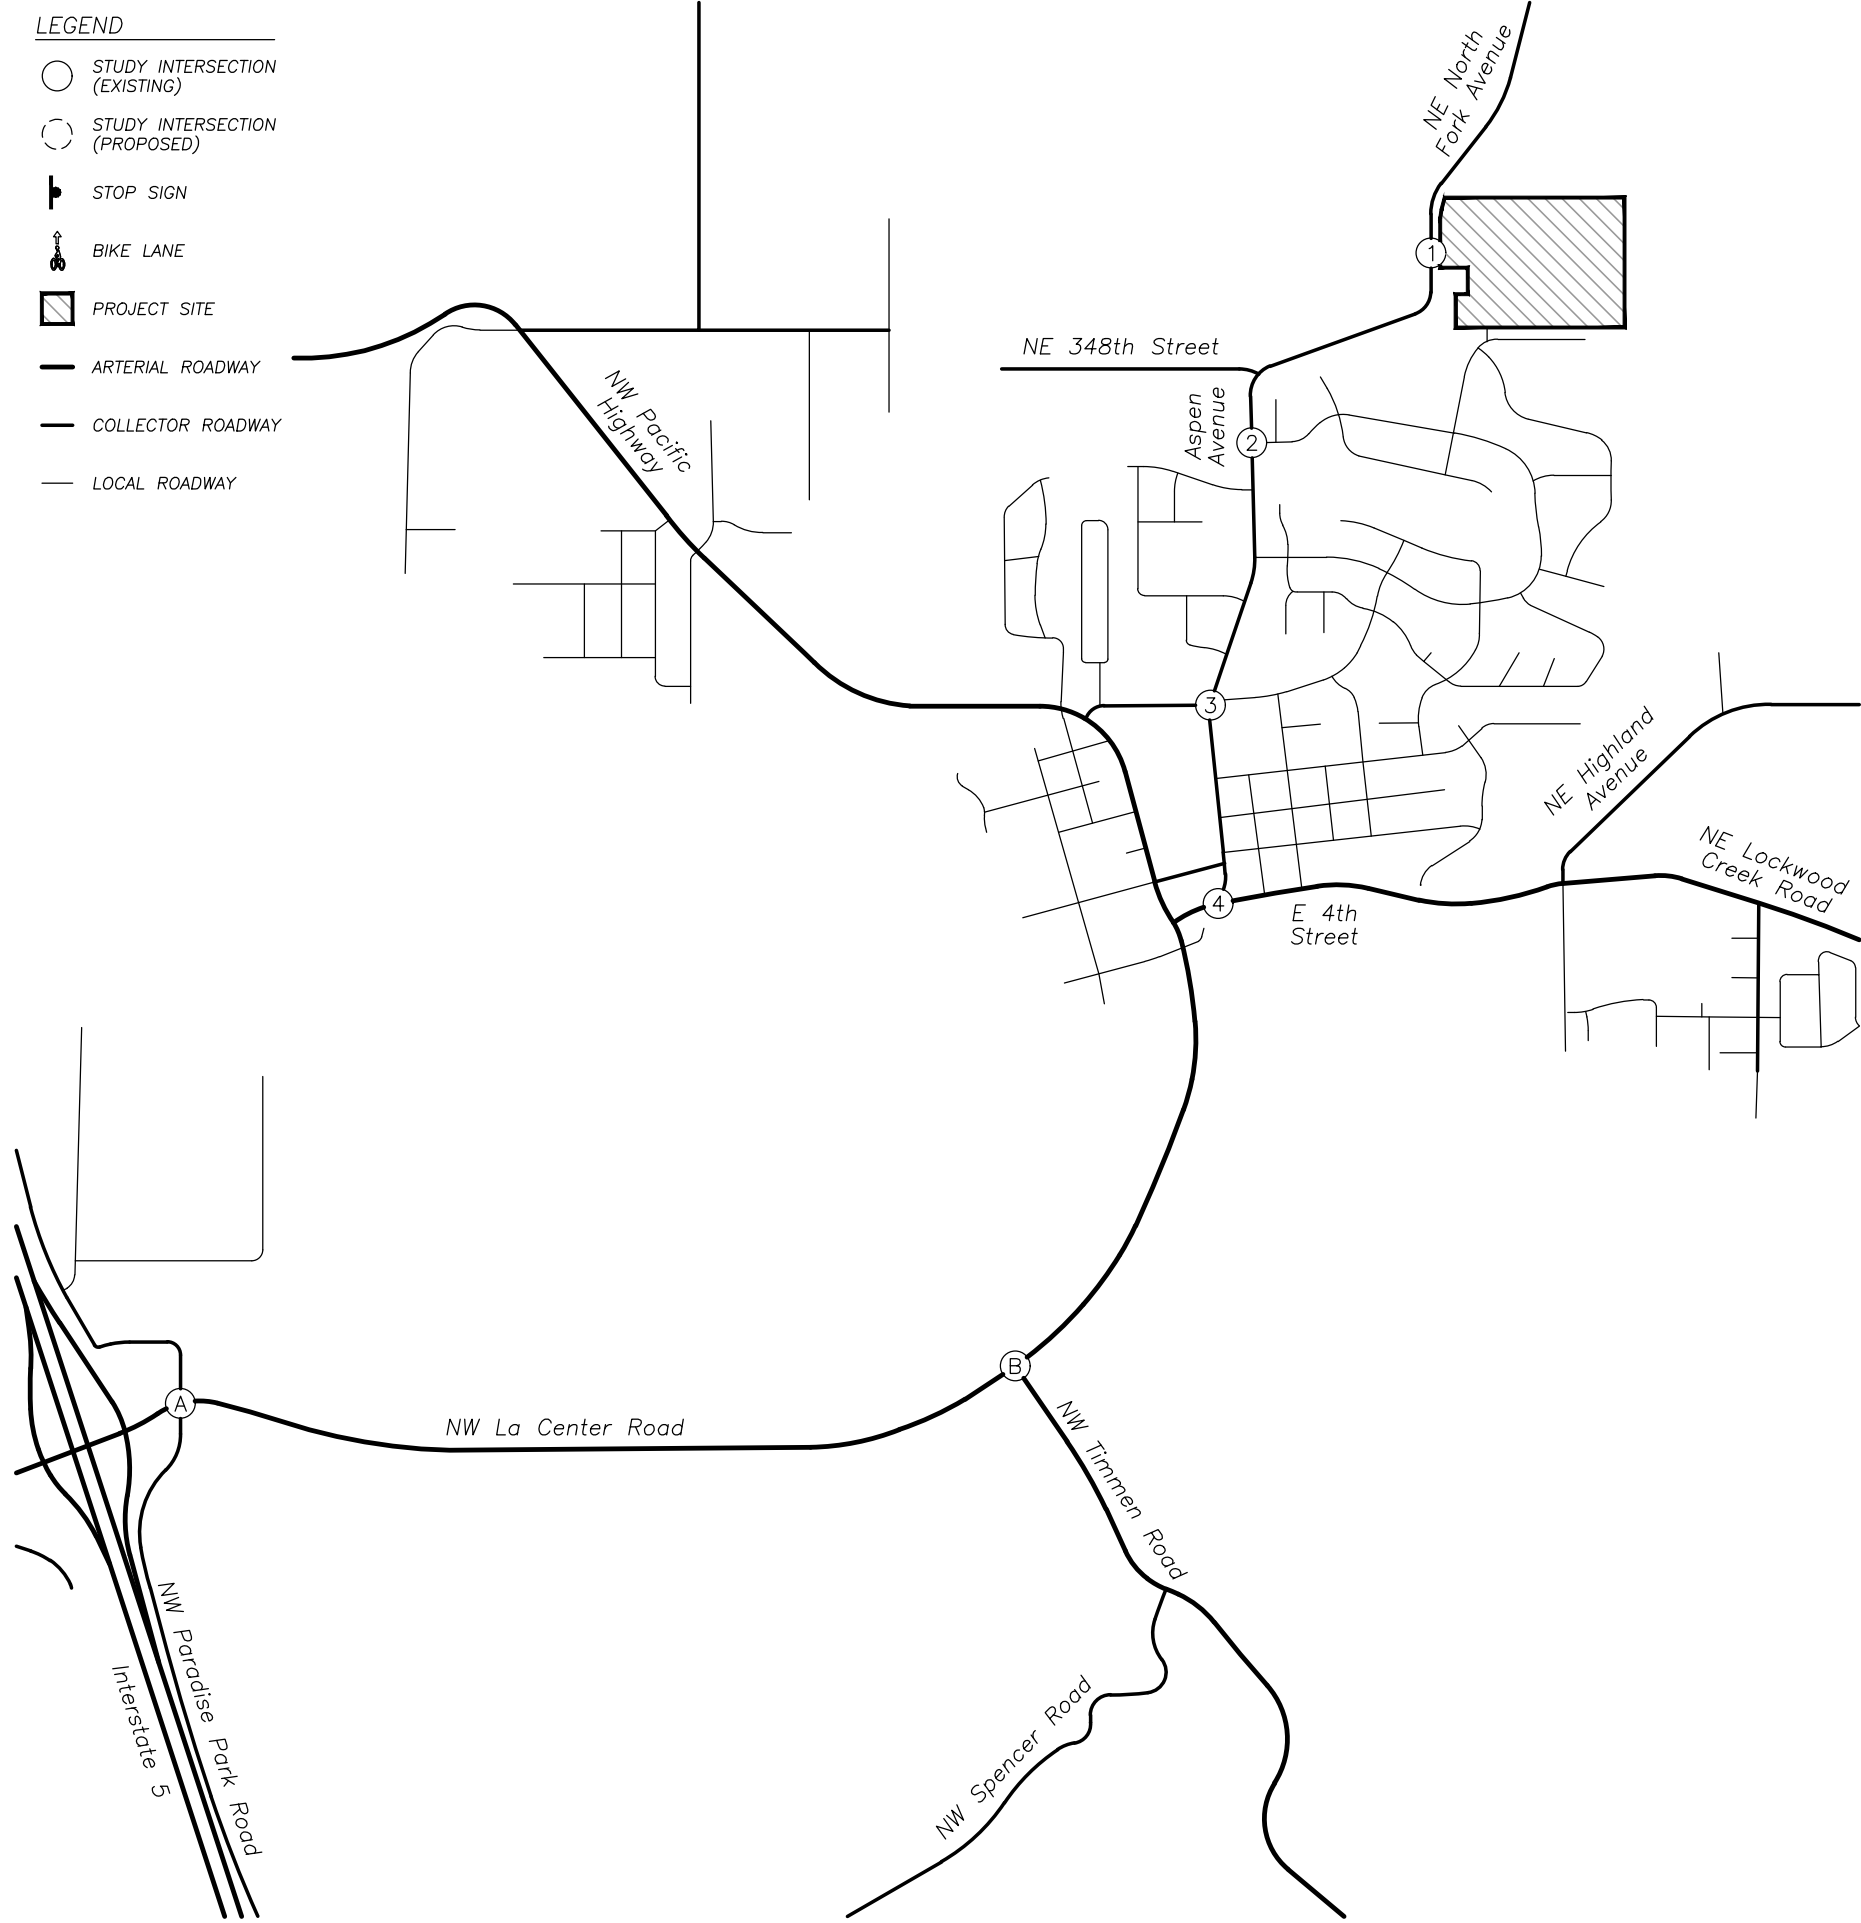 LEGEND
STUDY INTERSECTION
(EXISTING)
STUDY INTERSECTION
(PROPOSED)
STOP SIGN
BIKE LANE
PROJECT SITE
ARTERIAL ROADWAY
COLLECTOR ROADWAY
LOCAL ROADWAY
NE North
Fork Avenue
1
NE 348th Street
Aspen
Avenue
2
NW Pacific
Highway
3
NE Highland
Avenue
NE Lockwood
Creek Road
4
E 4th
Street
B
A
NW La Center Road
NW Timmen Road
NW Paradise Park Road
Interstate 5
NW Spencer Road